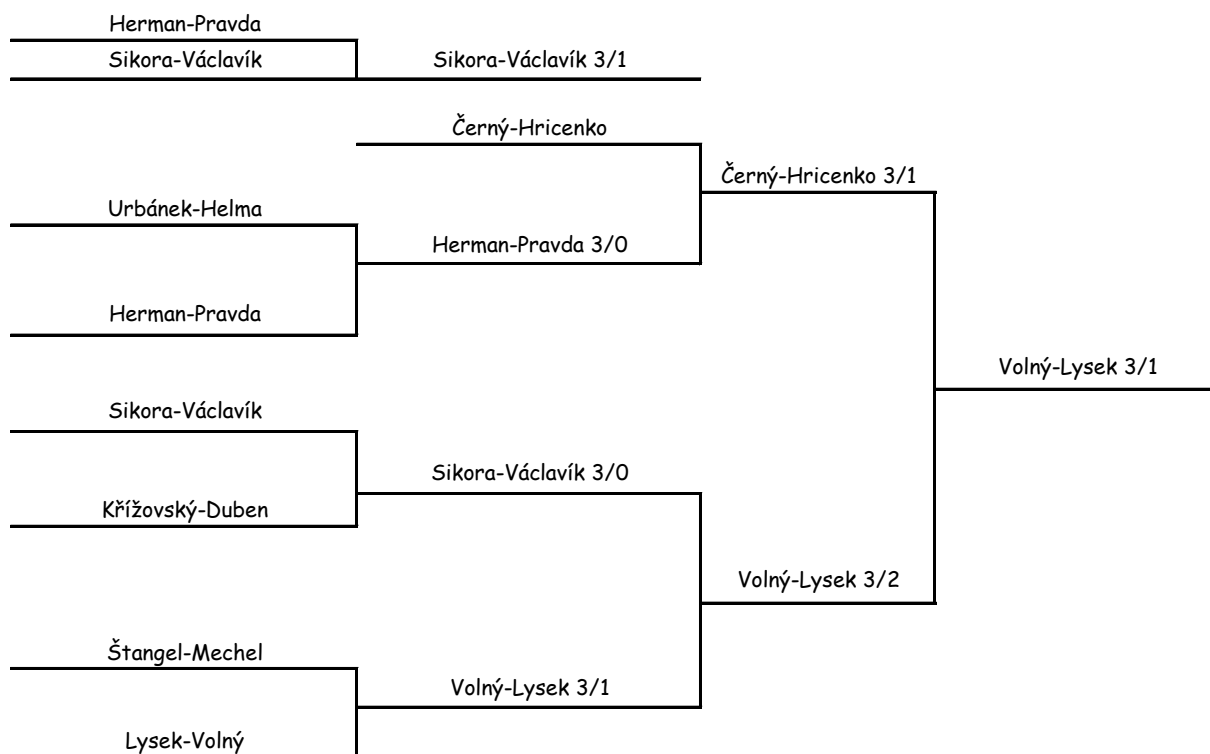 Herman-Pravda
Sikora-Václavík
Sikora-Václavík 3/1
Černý-Hricenko
Černý-Hricenko 3/1
Urbánek-Helma
Herman-Pravda 3/0
Herman-Pravda
Volný-Lysek 3/1
Sikora-Václavík
Sikora-Václavík 3/0
Křížovský-Duben
Volný-Lysek 3/2
Štangel-Mechel
Volný-Lysek 3/1
Lysek-Volný